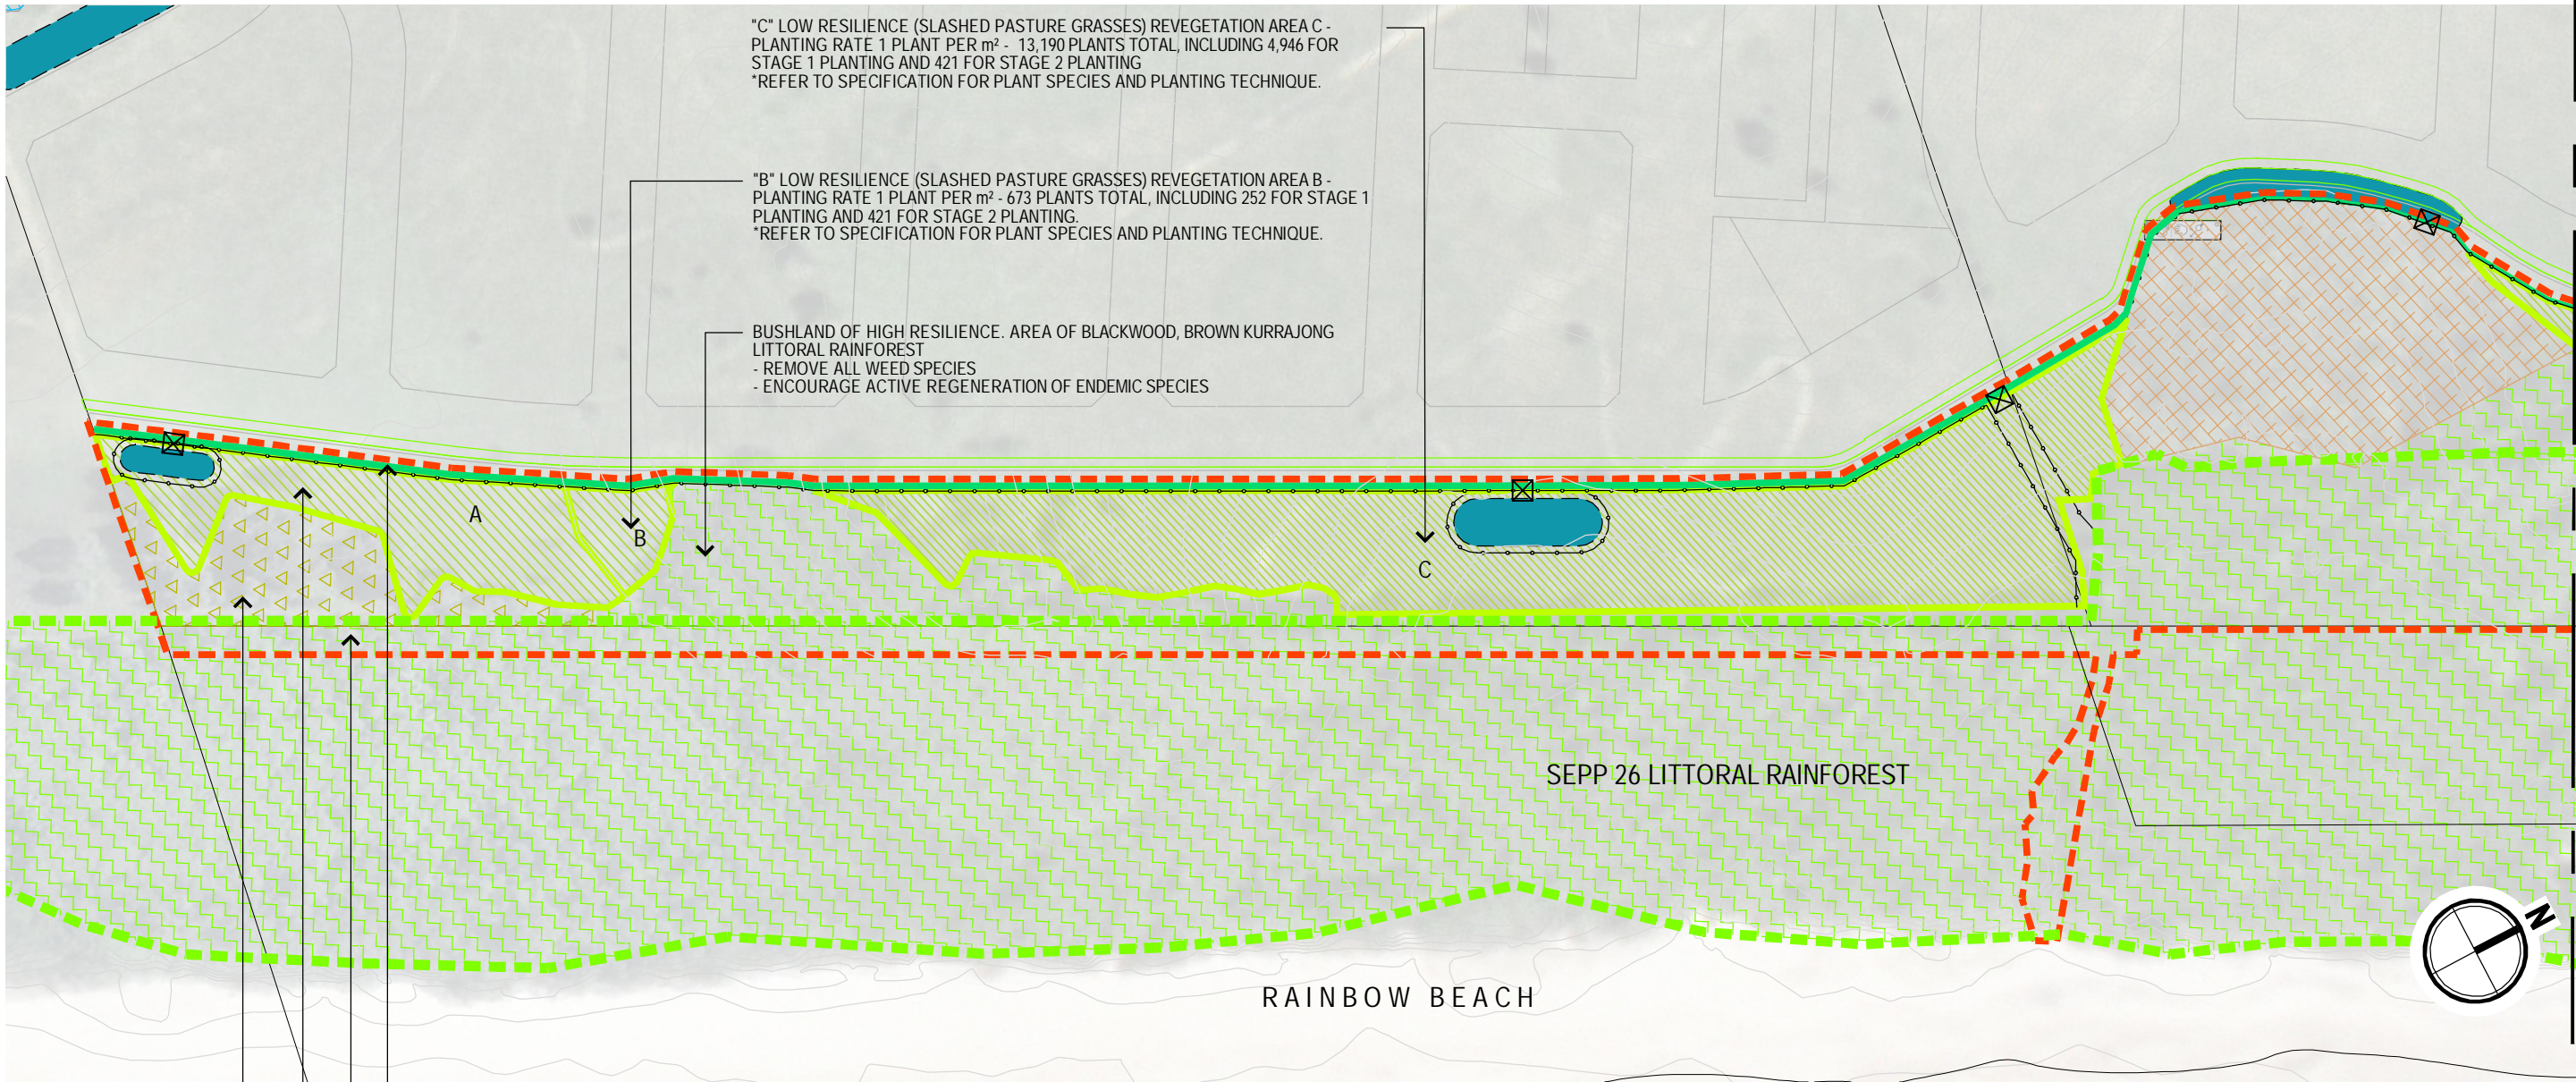 "C" LOW RESILIENCE (SLASHED PASTURE GRASSES) REVEGETATION AREA C -
PLANTING RATE 1 PLANT PER m² - 13,190 PLANTS TOTAL, INCLUDING 4,946 FOR
STAGE 1 PLANTING AND 421 FOR STAGE 2 PLANTING
*REFER TO SPECIFICATION FOR PLANT SPECIES AND PLANTING TECHNIQUE.
"B" LOW RESILIENCE (SLASHED PASTURE GRASSES) REVEGETATION AREA B -
PLANTING RATE 1 PLANT PER m² - 673 PLANTS TOTAL, INCLUDING 252 FOR STAGE 1
PLANTING AND 421 FOR STAGE 2 PLANTING.
*REFER TO SPECIFICATION FOR PLANT SPECIES AND PLANTING TECHNIQUE.
BUSHLAND OF HIGH RESILIENCE. AREA OF BLACKWOOD, BROWN KURRAJONG
LITTORAL RAINFOREST
- REMOVE ALL WEED SPECIES
- ENCOURAGE ACTIVE REGENERATION OF ENDEMIC SPECIES
A
B
C
SEPP 26 LITTORAL RAINFOREST
N
RAINBOW BEACH